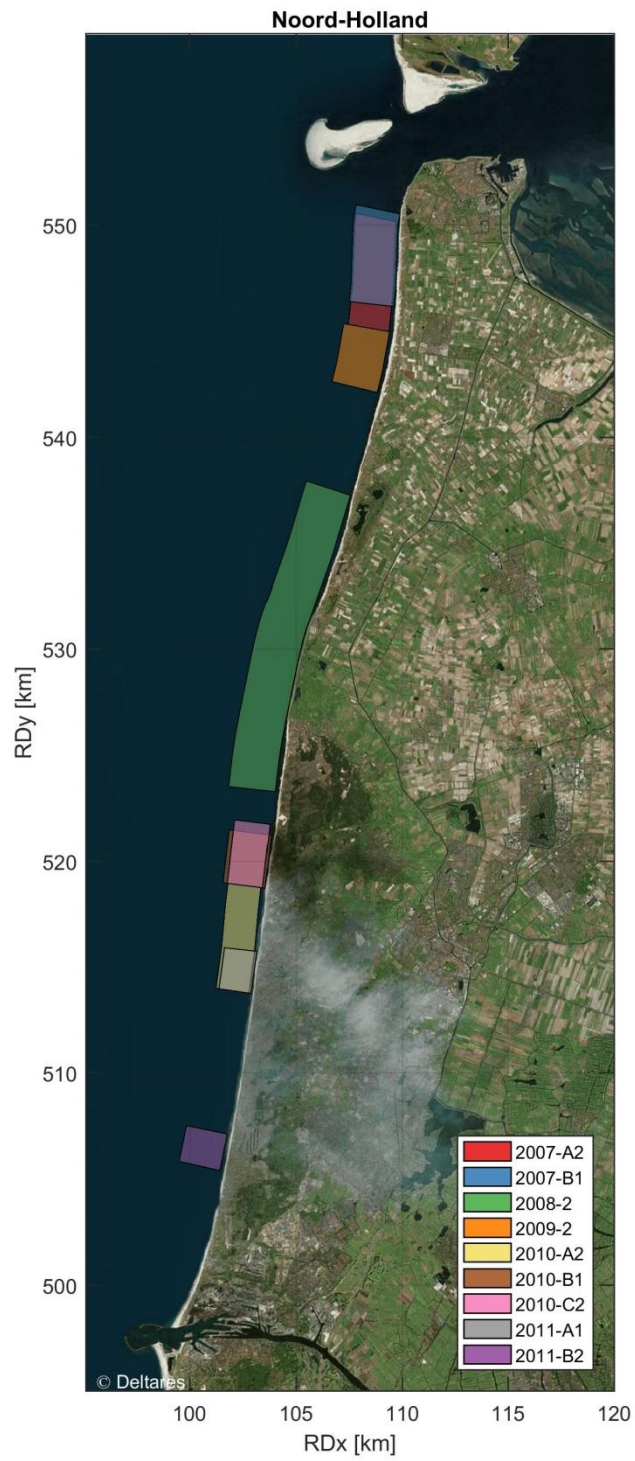 Noord-Holland
550
540
530
520
510
500
RDy [km]
2007-A2
2007-B1
2008-2
2009-2
2010-A2
2010-B1
2010-C2
2011-A1
2011-B2
© Deltares
100
105
110
115
120
RDx [km]